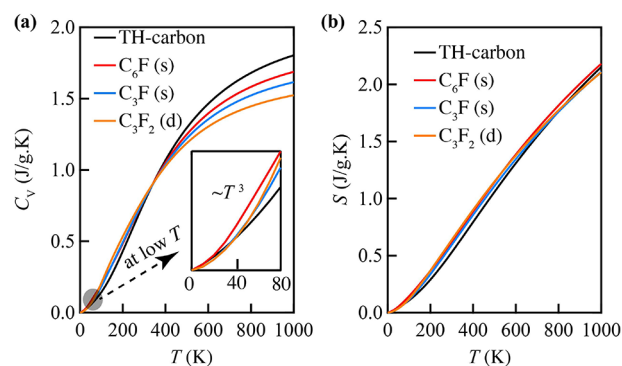 (a)
2.0
1.5
1.0
0.5
0.0
C_V (J/g.K)
TH-carbon
C₆F (s)
C₃F (s)
C₃F₂ (d)
~T ³
at low T
0 40 80
0 200 400 600 800 1000
T (K)
(b)
2.5
2.0
1.5
1.0
0.5
0.0
S (J/g.K)
TH-carbon
C₆F (s)
C₃F (s)
C₃F₂ (d)
0 200 400 600 800 1000
T (K)